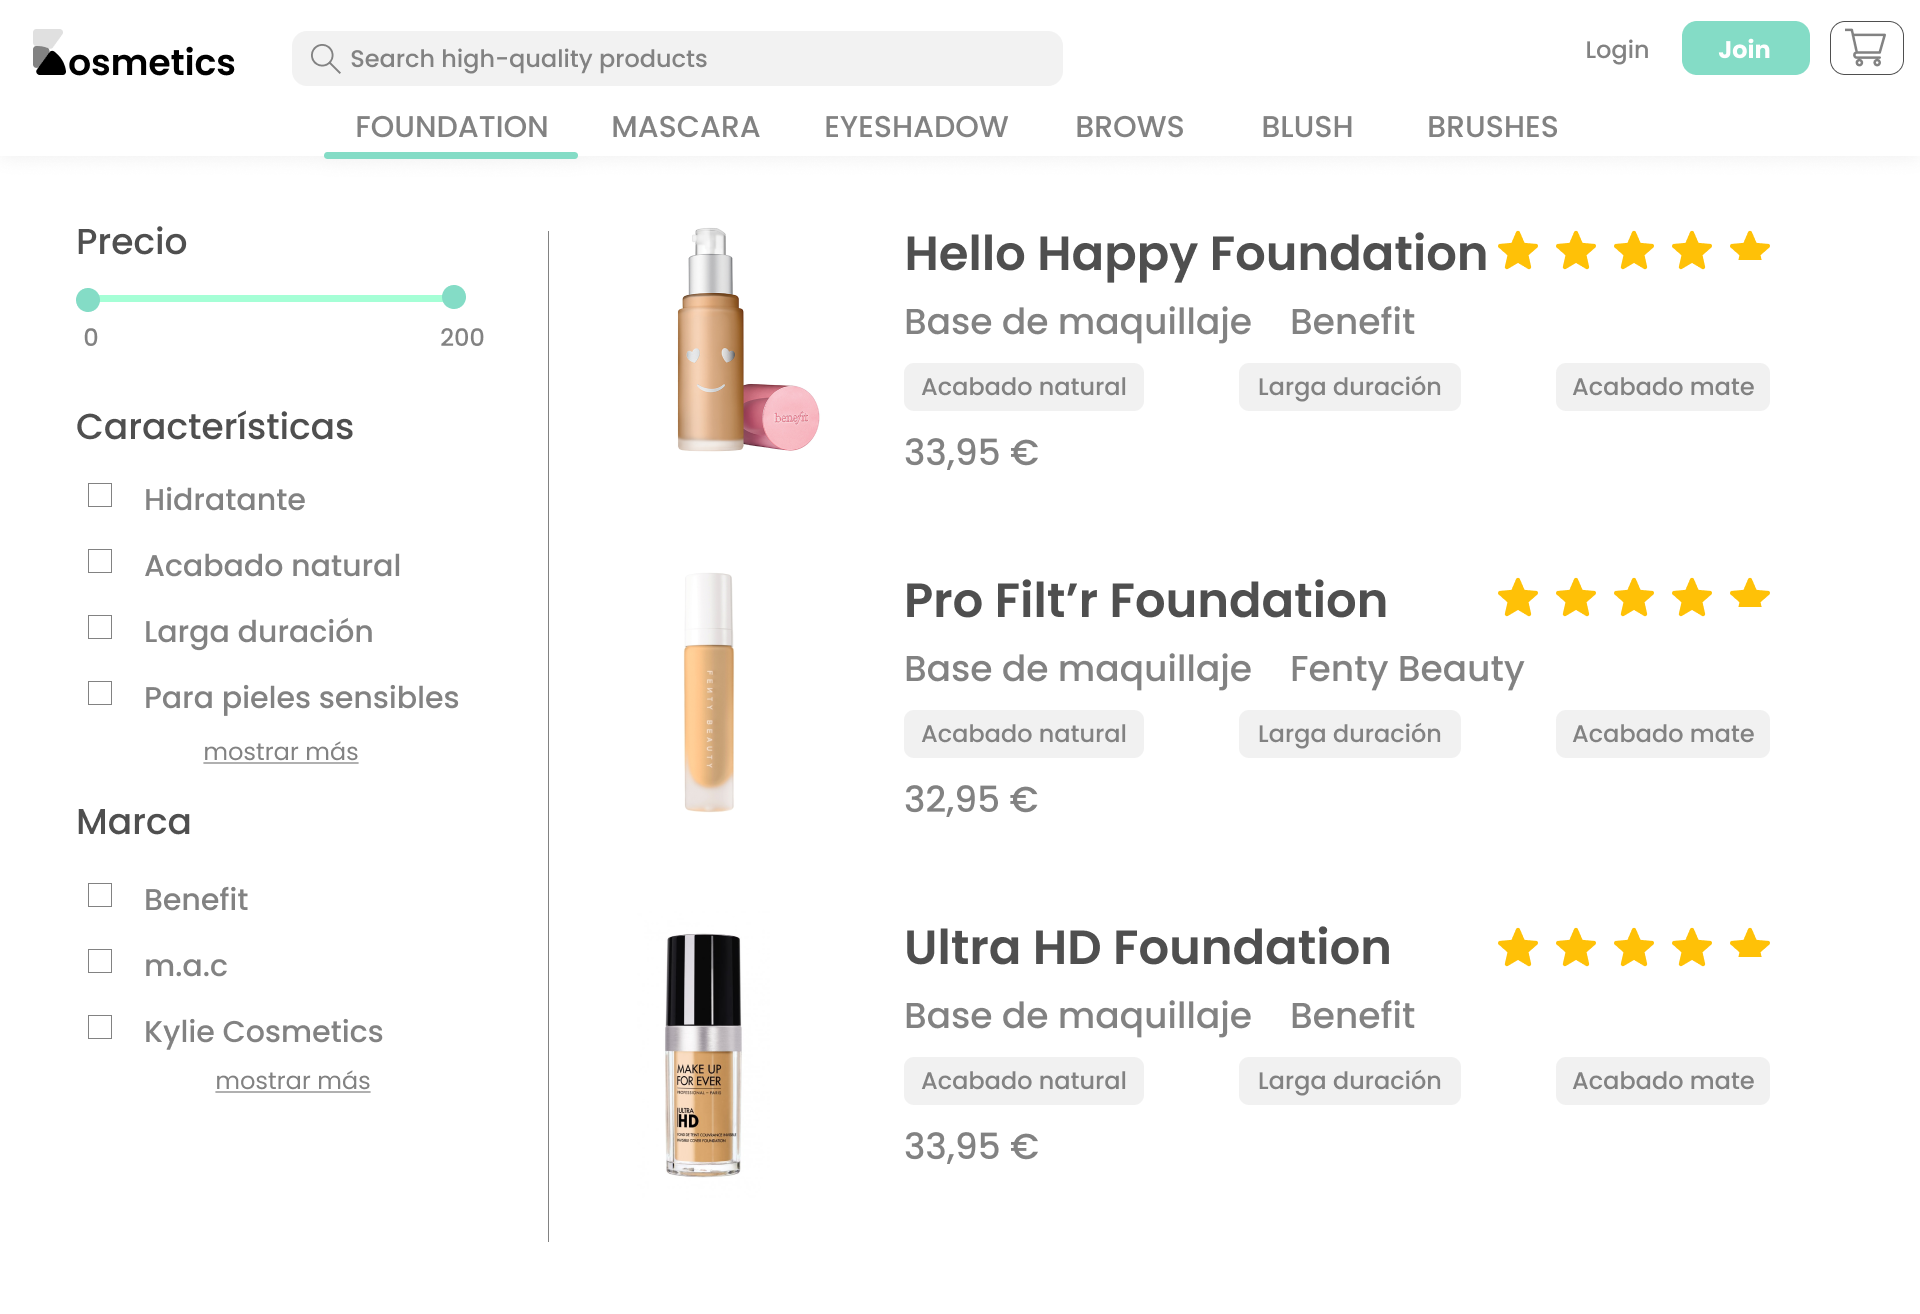 Kosmetics
Search high-quality products
Login
Join
FOUNDATION MASCARA EYESHADOW BROWS BLUSH BRUSHES
Precio
0 200
Características
Hidratante
Acabado natural
Larga duración
Para pieles sensibles
mostrar más
Marca
Benefit
m.a.c
Kylie Cosmetics
mostrar más
benefit
Hello Happy Foundation
Base de maquillaje Benefit
Acabado natural Larga duración Acabado mate
33,95 €
FENTY BEAUTY
Pro Filt’r Foundation
Base de maquillaje Fenty Beauty
Acabado natural Larga duración Acabado mate
32,95 €
MAKE UP
FOR EVER
PROFESSIONAL – PARIS
ULTRA
HD
Ultra HD Foundation
Base de maquillaje Benefit
Acabado natural Larga duración Acabado mate
33,95 €